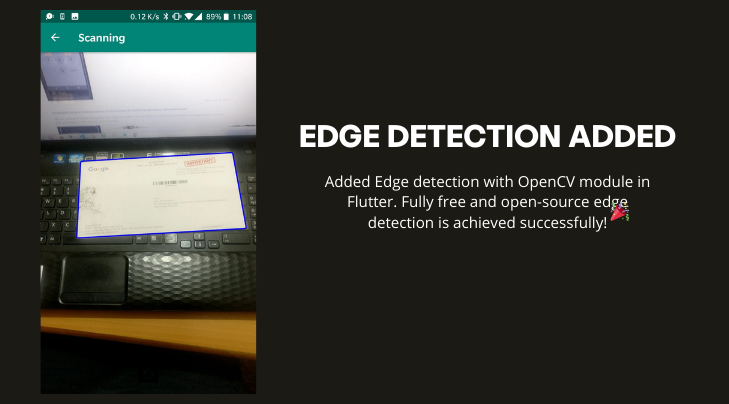 0.12 K/s 89% 11:08
Scanning
Google
EDGE DETECTION ADDED
Added Edge detection with OpenCV module in
Flutter. Fully free and open-source edge
detection is achieved successfully!